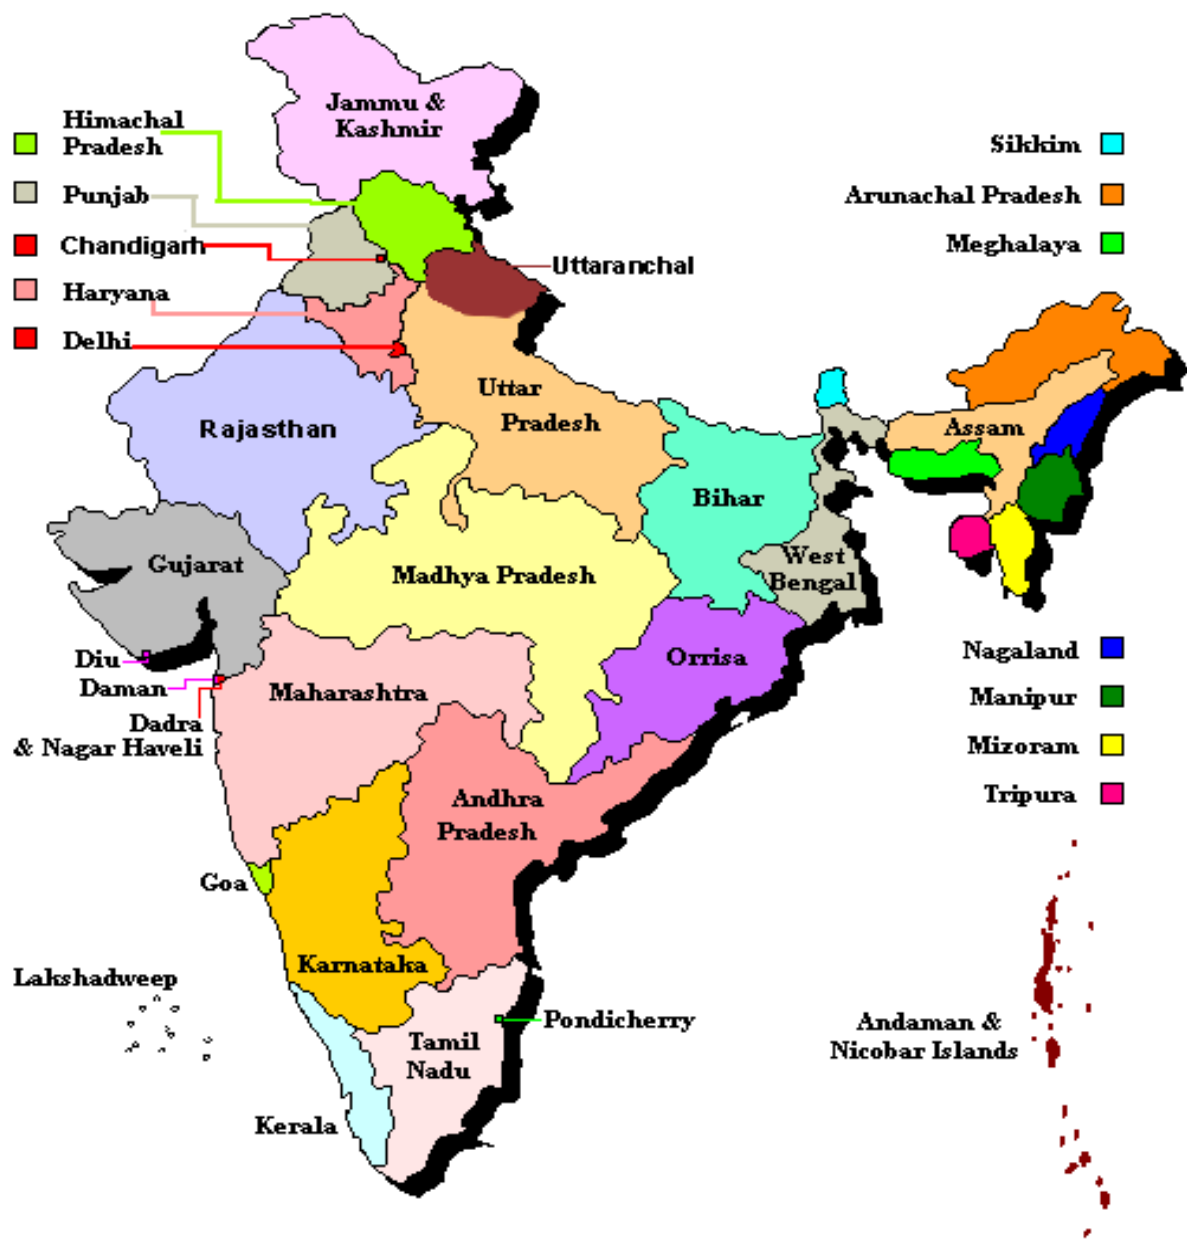 Jammu &
Kashmir
Himachal
Pradesh
Punjab
Chandigarh
Haryana
Delhi
Uttaranchal
Sikkim
Arunachal Pradesh
Meghalaya
Uttar
Pradesh
Rajasthan
Assam
Bihar
Gujarat
Madhya Pradesh
West
Bengal
Diu
Daman
Dadra
& Nagar Haveli
Maharashtra
Orrisa
Nagaland
Manipur
Mizoram
Tripura
Andhra
Pradesh
Goa
Karnataka
Lakshadweep
Pondicherry
Tamil
Nadu
Kerala
Andaman &
Nicobar Islands